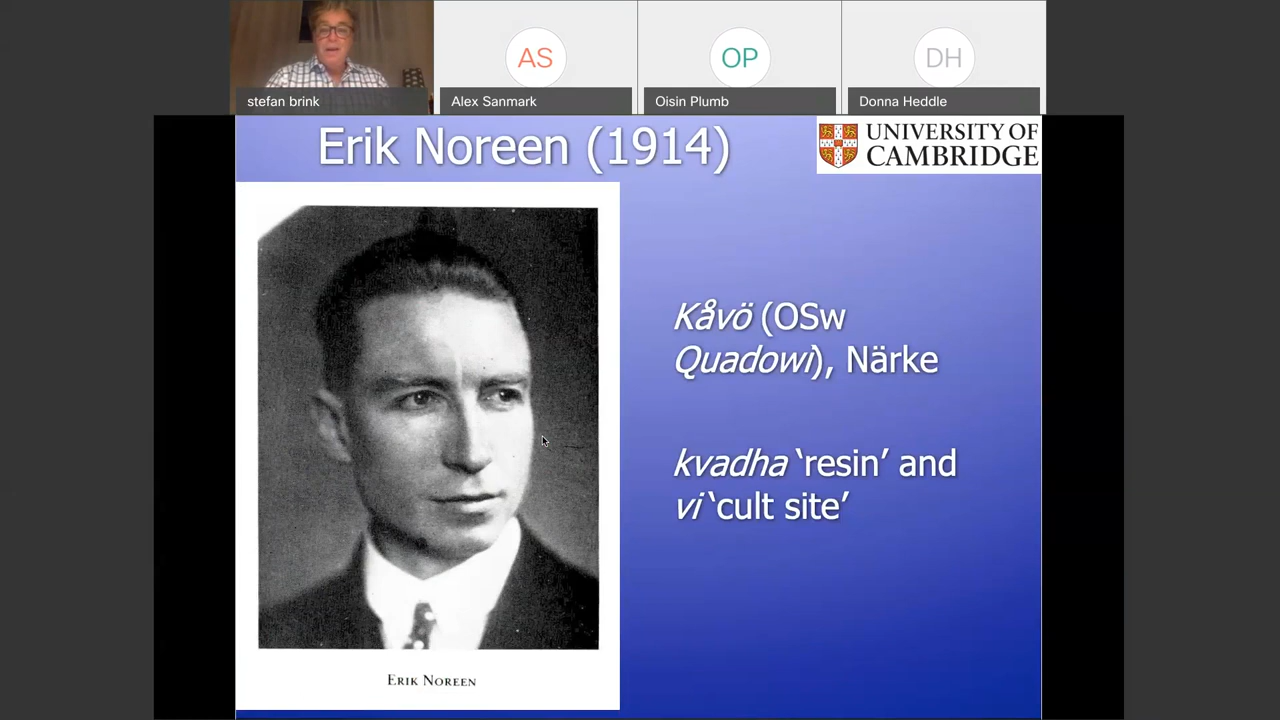 stefan brink
AS
Alex Sanmark
OP
Oisin Plumb
DH
Donna Heddle
Erik Noreen (1914)
UNIVERSITY OF
CAMBRIDGE
Kåvö (OSw
Quadowi), Närke
kvadha ‘resin’ and
vi ‘cult site’
ERIK NOREEN